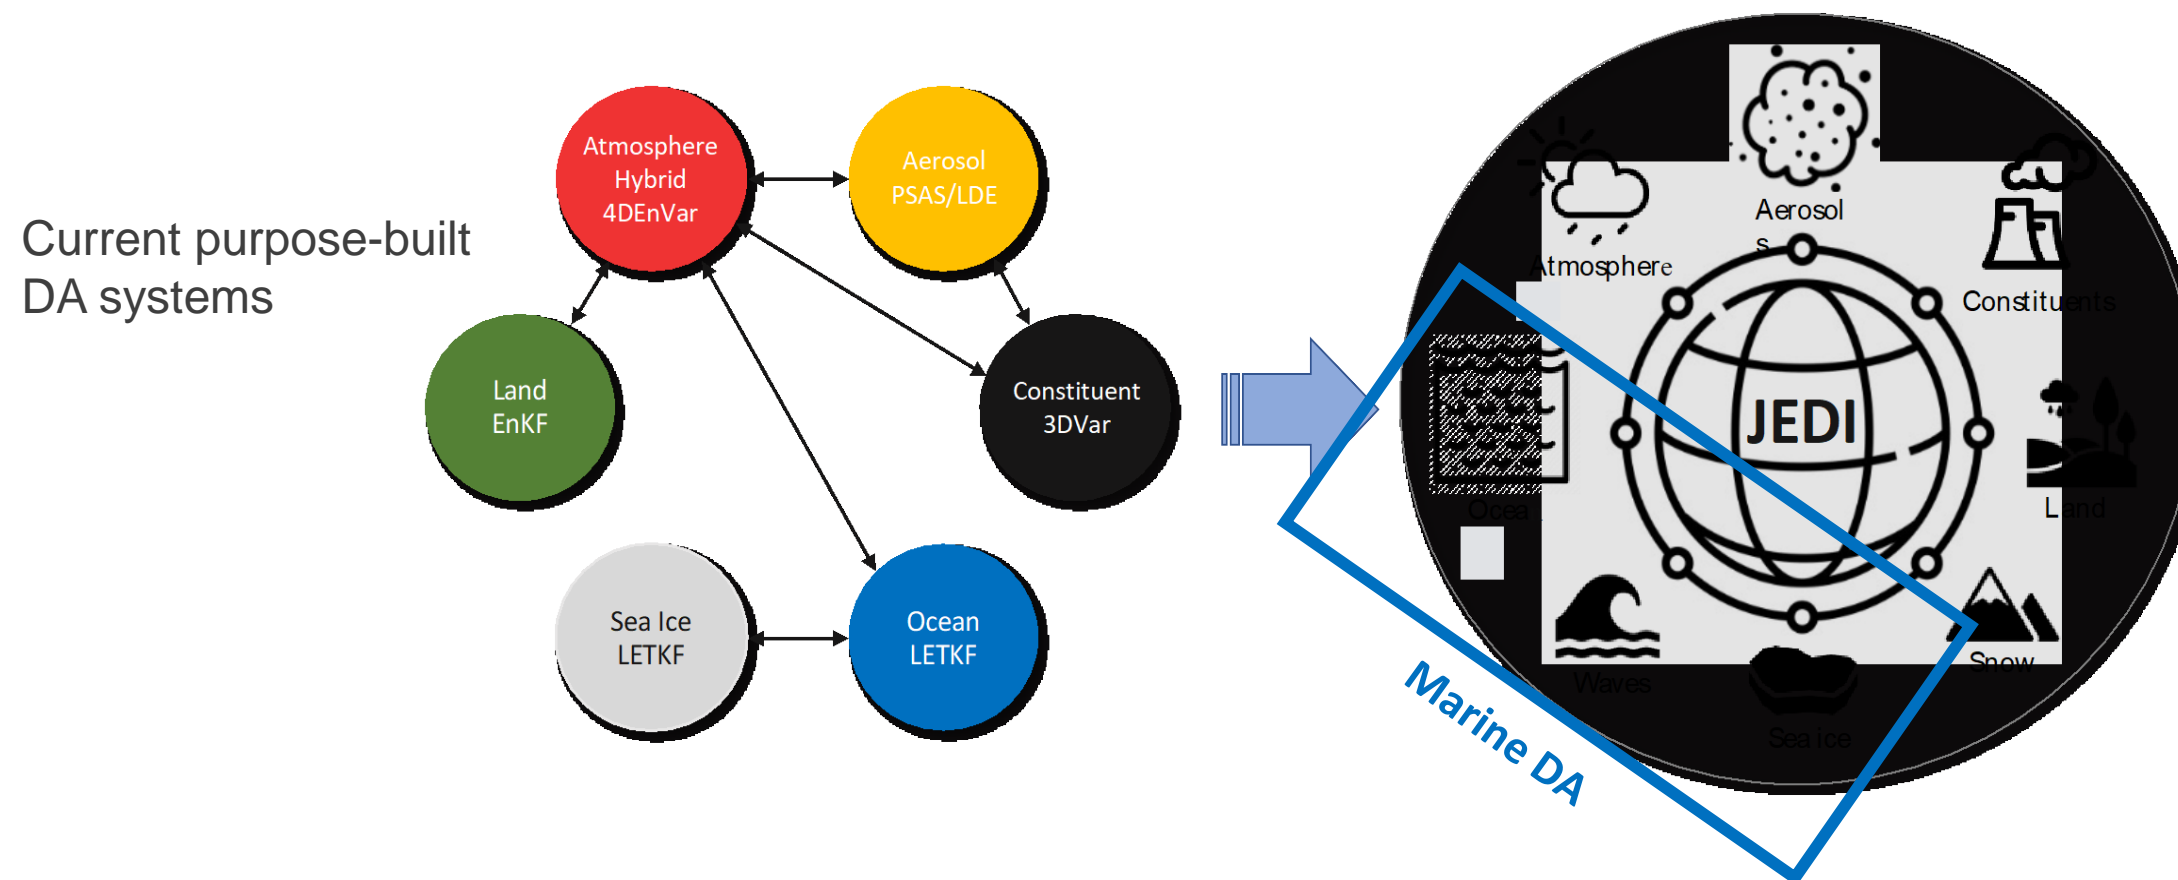 Current purpose-built
DA systems
Atmosphere
Hybrid
4DEnVar
Aerosol
PSAS/LDE
Land
EnKF
Constituent
3DVar
Sea Ice
LETKF
Ocean
LETKF
Aerosol
s
Atmosphere
Constituents
JEDI
Ocea
Land
Waves
Snow
Sea ice
Marine DA